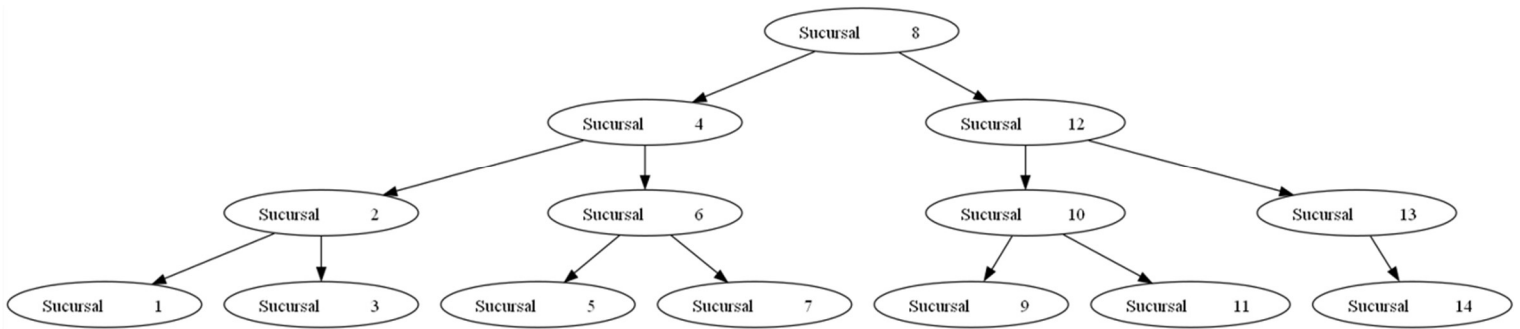 Sucursal 8
Sucursal 4
Sucursal 12
Sucursal 2
Sucursal 6
Sucursal 10
Sucursal 13
Sucursal 1
Sucursal 3
Sucursal 5
Sucursal 7
Sucursal 9
Sucursal 11
Sucursal 14